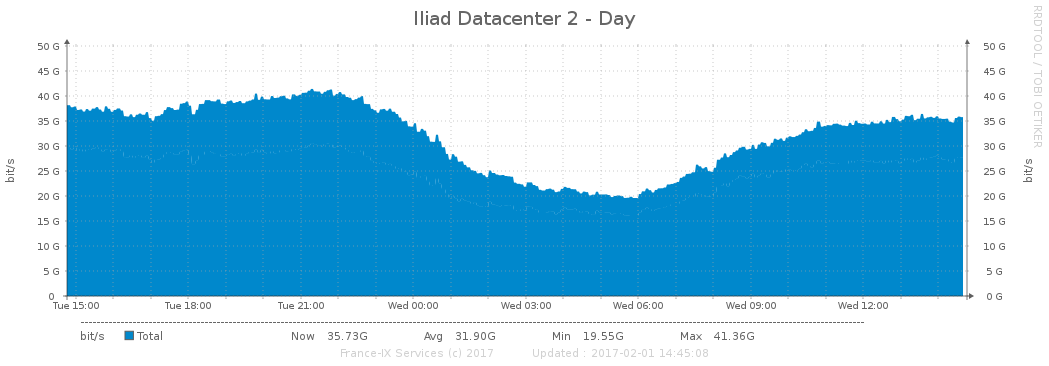 Iliad Datacenter 2 - Day
RRDTOOL / TOBI OETIKER
50 G 50 G
45 G 45 G
40 G 40 G
35 G 35 G
30 G 30 G
25 G 25 G
20 G 20 G
15 G 15 G
10 G 10 G
5 G 5 G
0 0 G
bit/s bit/s
Tue 15:00 Tue 18:00 Tue 21:00 Wed 00:00 Wed 03:00 Wed 06:00 Wed 09:00 Wed 12:00
bit/s Total Now 35.73G Avg 31.90G Min 19.55G Max 41.36G
France-IX Services (c) 2017 Updated : 2017-02-01 14:45:08